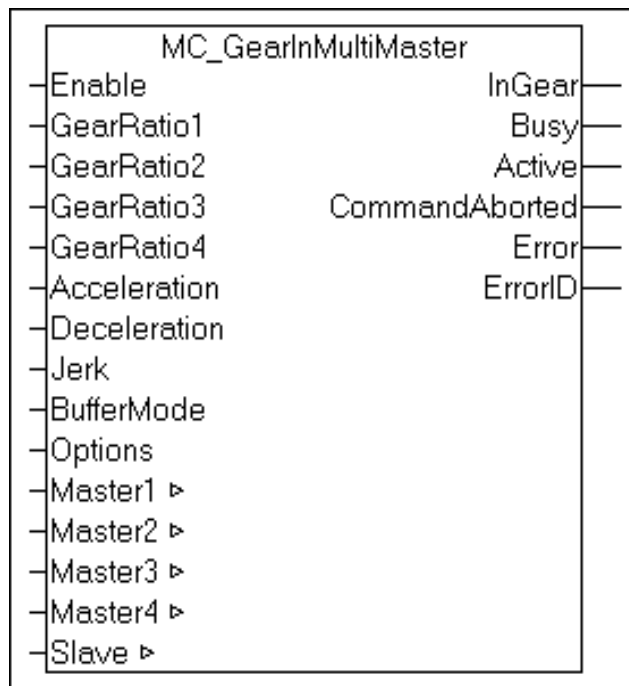 MC_GearInMultiMaster
Enable InGear
GearRatio1 Busy
GearRatio2 Active
GearRatio3 CommandAborted
GearRatio4 Error
Acceleration ErrorID
Deceleration
Jerk
BufferMode
Options
Master1
Master2
Master3
Master4
Slave